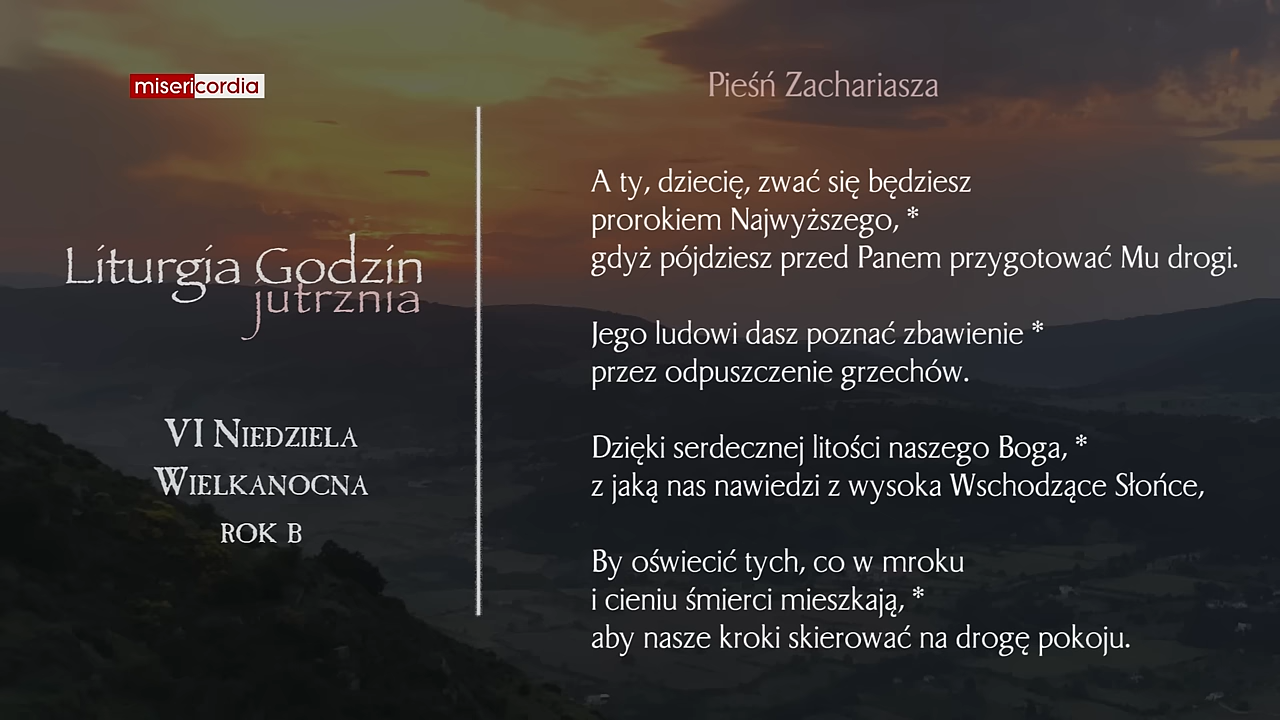 misericordia
Liturgia Godzin
jutrznia
VI Niedziela
Wielkanocna
rok B
Pieśń Zachariasza
A ty, dziecię, zwać się będziesz
prorokiem Najwyższego, *
gdyż pójdziesz przed Panem przygotować Mu drogi.
Jego ludowi dasz poznać zbawienie *
przez odpuszczenie grzechów.
Dzięki serdecznej litości naszego Boga, *
z jaką nas nawiedzi z wysoka Wschodzące Słońce,
By oświecić tych, co w mroku
i cieniu śmierci mieszkają, *
aby nasze kroki skierować na drogę pokoju.